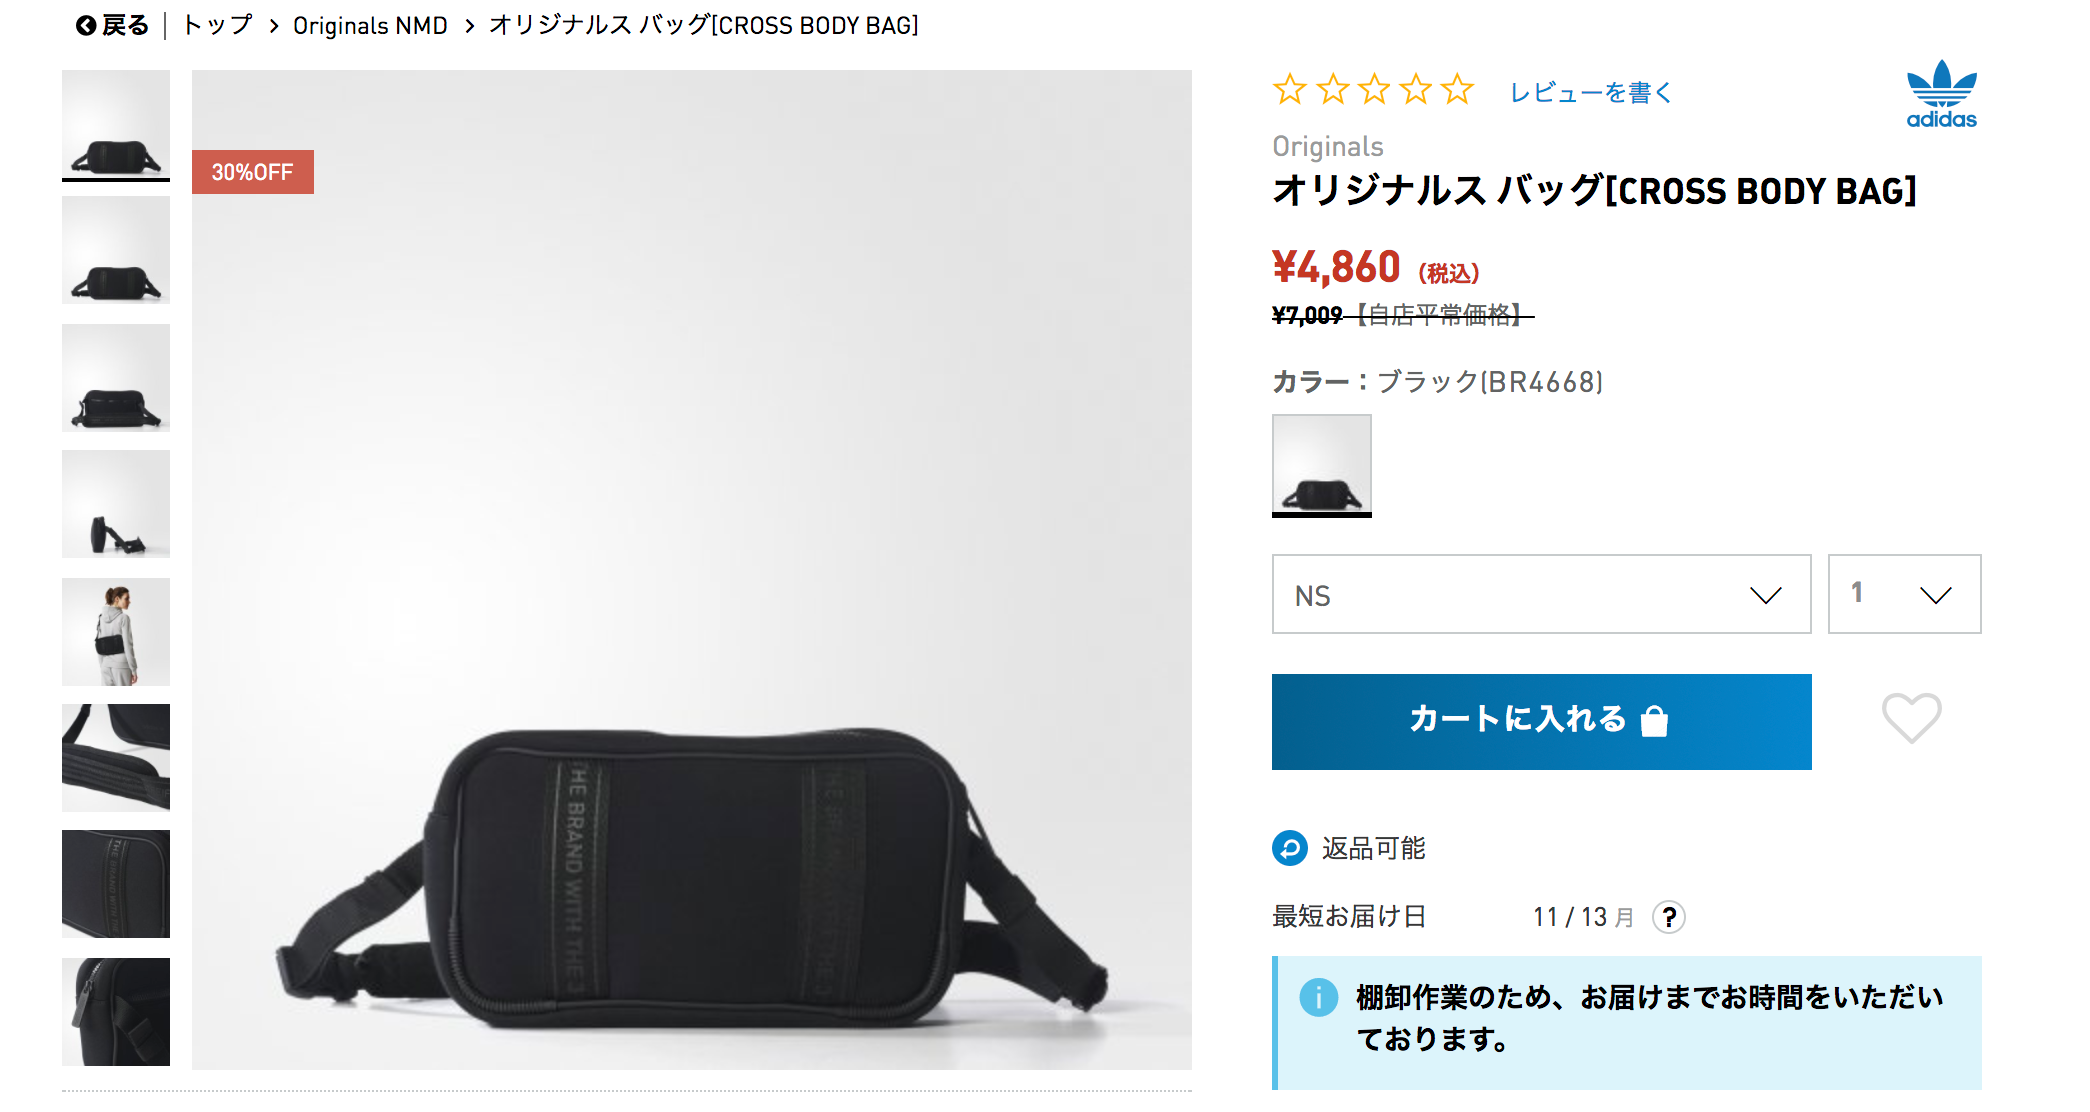 戻る トップ › Originals NMD › オリジナルス バッグ[CROSS BODY BAG]
30%OFF
THE BRAND WITH THE 3
レビューを書く
adidas
Originals
オリジナルス バッグ[CROSS BODY BAG]
¥4,860 (税込)
¥7,009【自店平常価格】
カラー：ブラック(BR4668)
NS
1
カートに入れる
返品可能
最短お届け日 11 / 13 月 ?
棚卸作業のため、お届けまでお時間をいただい
ております。